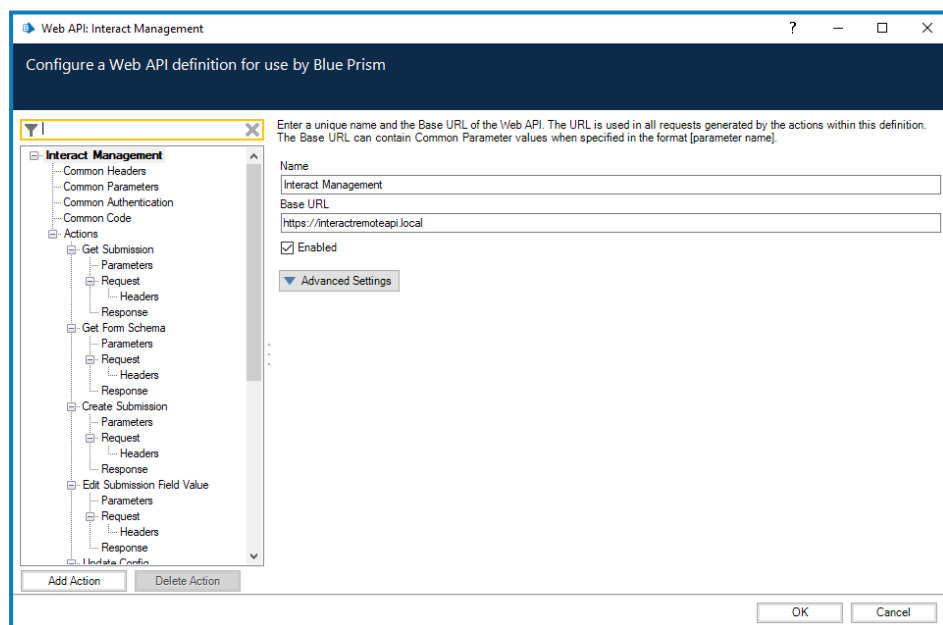 Web API: Interact Management
Configure a Web API definition for use by Blue Prism
Enter a unique name and the Base URL of the Web API. The URL is used in all requests generated by the actions within this definition.
The Base URL can contain Common Parameter values when specified in the format [parameter name].
Interact Management
Common Headers
Common Parameters
Common Authentication
Common Code
Actions
Get Submission
Parameters
Request
Headers
Response
Get Form Schema
Parameters
Request
Headers
Response
Create Submission
Parameters
Request
Headers
Response
Edit Submission Field Value
Parameters
Request
Headers
Response
Update Config
Add Action
Delete Action
Name
Interact Management
Base URL
https://interactremoteapi.local
Enabled
Advanced Settings
OK
Cancel